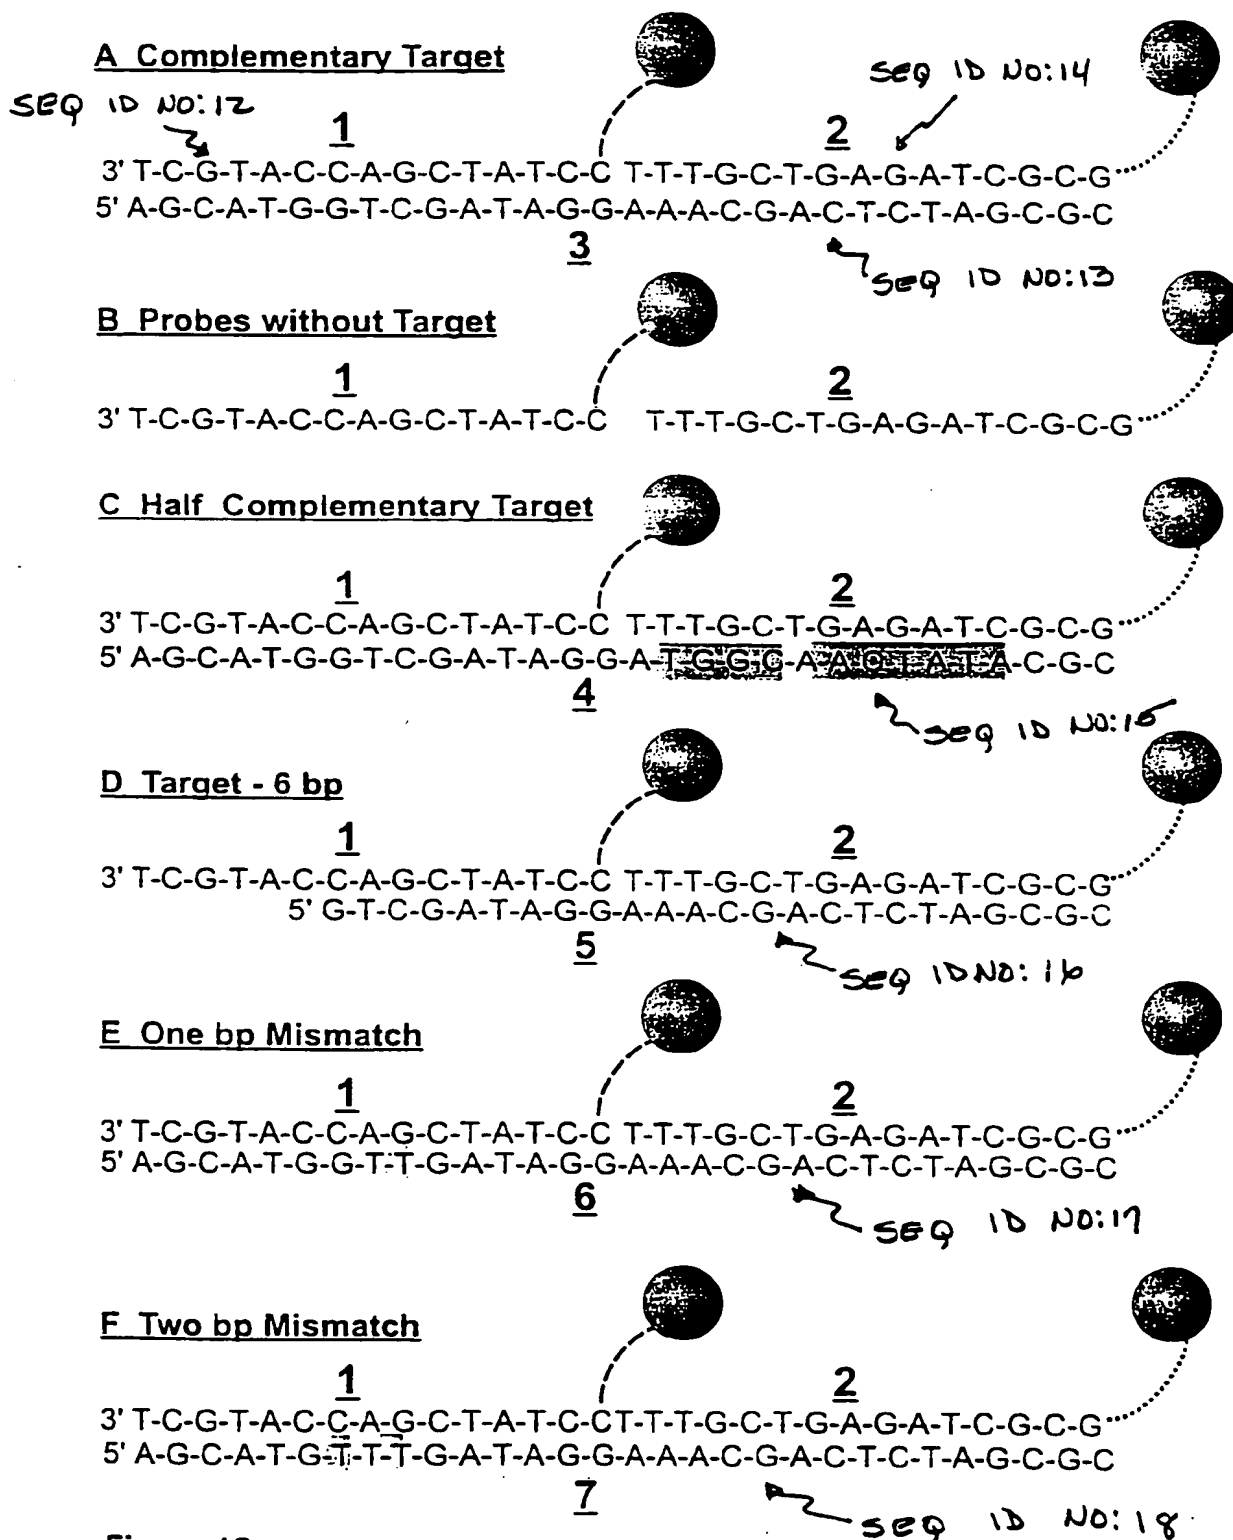 A Complementary Target
SEQ ID NO:14
SEQ ID NO:12
1
2
3' T-C-G-T-A-C-C-A-G-C-T-A-T-C-C T-T-T-G-C-T-G-A-G-A-T-C-G-C-G
5' A-G-C-A-T-G-G-T-C-G-A-T-A-G-G-A-A-A-C-G-A-C-T-C-T-A-G-C-G-C
3
SEQ ID NO:13
B Probes without Target
1
2
3' T-C-G-T-A-C-C-A-G-C-T-A-T-C-C T-T-T-G-C-T-G-A-G-A-T-C-G-C-G
C Half Complementary Target
1
2
3' T-C-G-T-A-C-C-A-G-C-T-A-T-C-C T-T-T-G-C-T-G-A-G-A-T-C-G-C-G
5' A-G-C-A-T-G-G-T-C-G-A-T-A-G-G-A-T-G-G-C-A-A-C-T-A-T-A-C-G-C
4
SEQ ID NO:15
D Target - 6 bp
1
2
3' T-C-G-T-A-C-C-A-G-C-T-A-T-C-C T-T-T-G-C-T-G-A-G-A-T-C-G-C-G
5' G-T-C-G-A-T-A-G-G-A-A-A-C-G-A-C-T-C-T-A-G-C-G-C
5
SEQ ID NO: 16
E One bp Mismatch
1
2
3' T-C-G-T-A-C-C-A-G-C-T-A-T-C-C T-T-T-G-C-T-G-A-G-A-T-C-G-C-G
5' A-G-C-A-T-G-G-T-T-G-A-T-A-G-G-A-A-A-C-G-A-C-T-C-T-A-G-C-G-C
6
SEQ ID NO:17
F Two bp Mismatch
1
2
3' T-C-G-T-A-C-C-A-G-C-T-A-T-C-C-T-T-T-G-C-T-G-A-G-A-T-C-G-C-G
5' A-G-C-A-T-G-T-T-T-G-A-T-A-G-G-A-A-A-C-G-A-C-T-C-T-A-G-C-G-C
7
SEQ ID NO:18